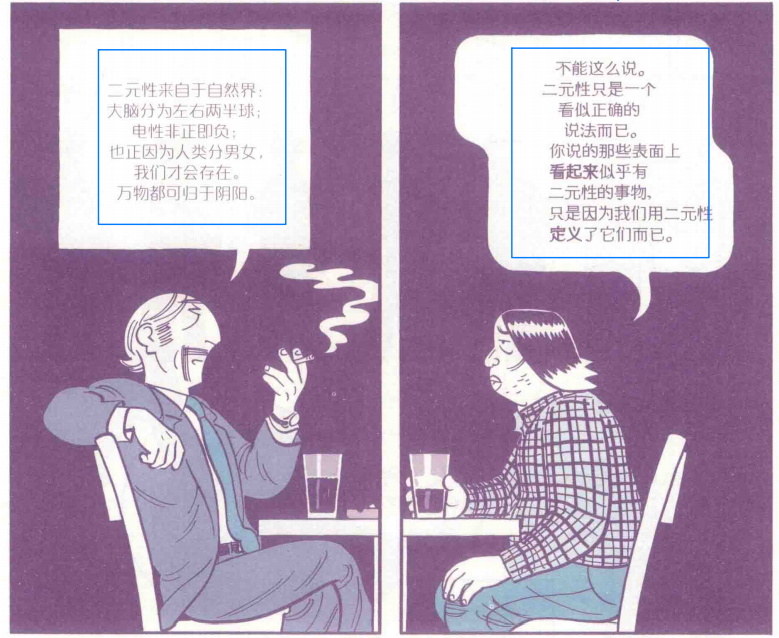 二元性来自于自然界：
大脑分为左右两半球；
电性非正即负；
也正因为人类分男女，
我们才会存在。
万物都可归于阴阳。
不能这么说。
二元性只是一个
看似正确的
说法而已。
你说的那些表面上
看起来似乎有
二元性的事物、
只是因为我们用二元性
定义了它们而已。